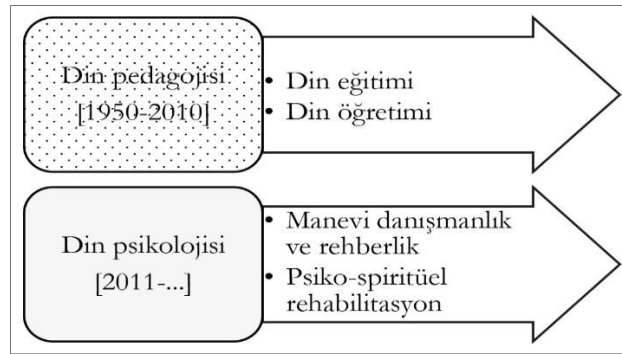 Din pedagojisi
[1950-2010]
• Din eğitimi
• Din öğretimi
Din psikolojisi
[2011-...]
• Manevi danışmanlık
ve rehberlik
• Psiko-spiritüel
rehabilitasyon